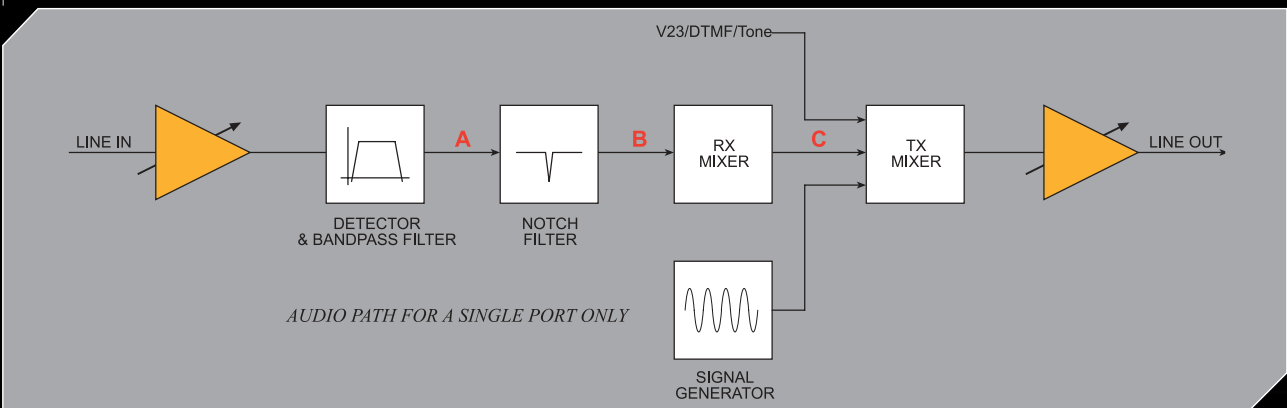 V23/DTMF/Tone
LINE IN
A
B
RX
MIXER
C
TX
MIXER
LINE OUT
DETECTOR
& BANDPASS FILTER
NOTCH
FILTER
AUDIO PATH FOR A SINGLE PORT ONLY
SIGNAL
GENERATOR